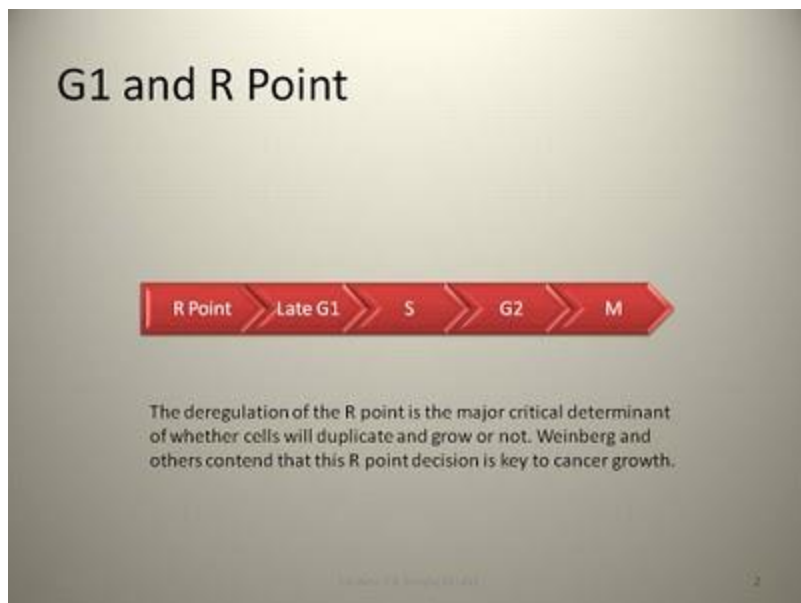 G1 and R Point
R Point Late G1 S G2 M
The deregulation of the R point is the major critical determinant
of whether cells will duplicate and grow or not. Weinberg and
others contend that this R point decision is key to cancer growth.
2